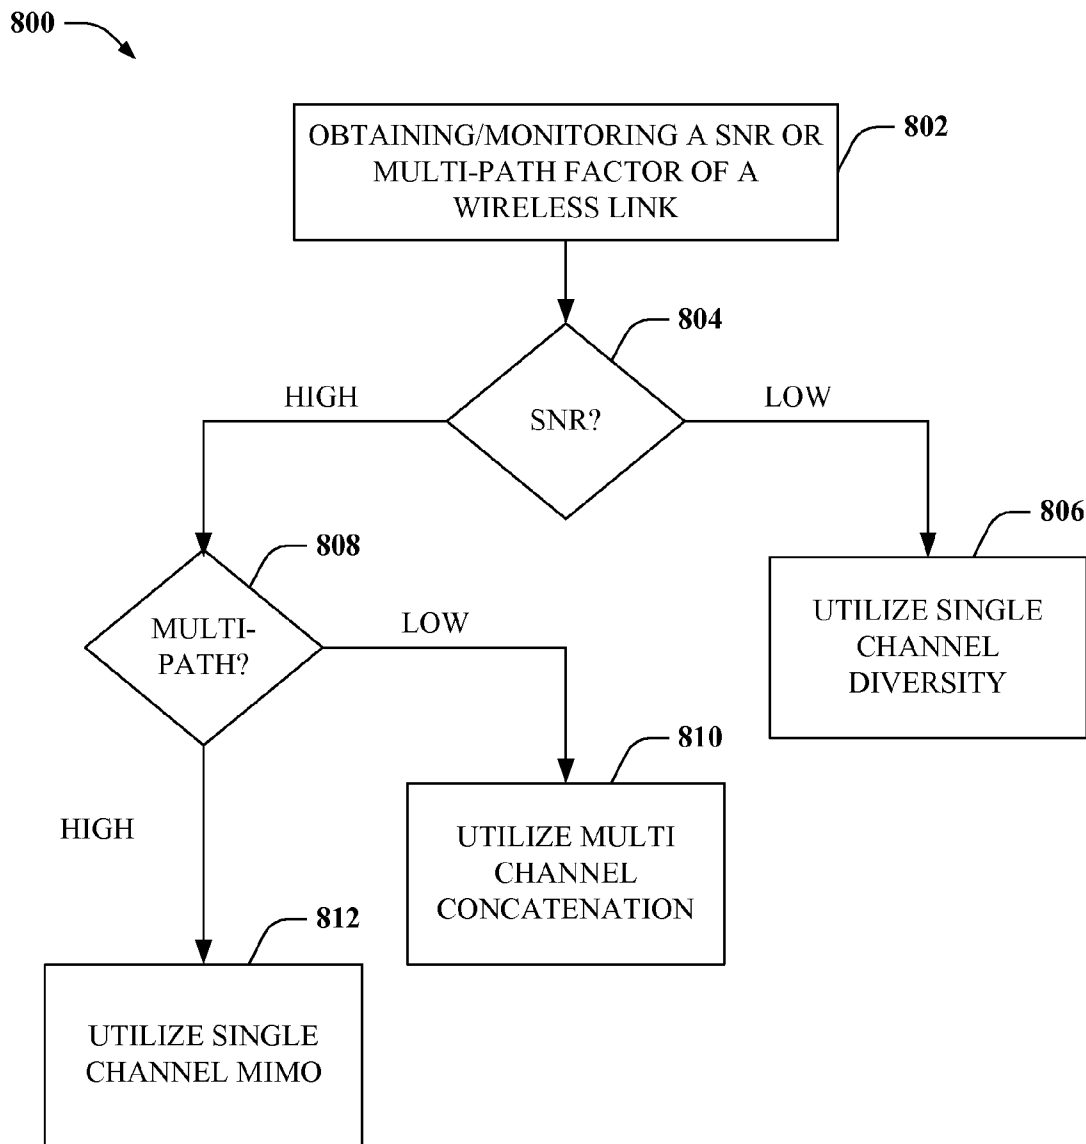 800
OBTAINING/MONITORING A SNR OR
MULTI-PATH FACTOR OF A
WIRELESS LINK
802
804
SNR?
HIGH
LOW
806
UTILIZE SINGLE
CHANNEL
DIVERSITY
808
MULTI-
PATH?
LOW
HIGH
810
UTILIZE MULTI
CHANNEL
CONCATENATION
812
UTILIZE SINGLE
CHANNEL MIMO